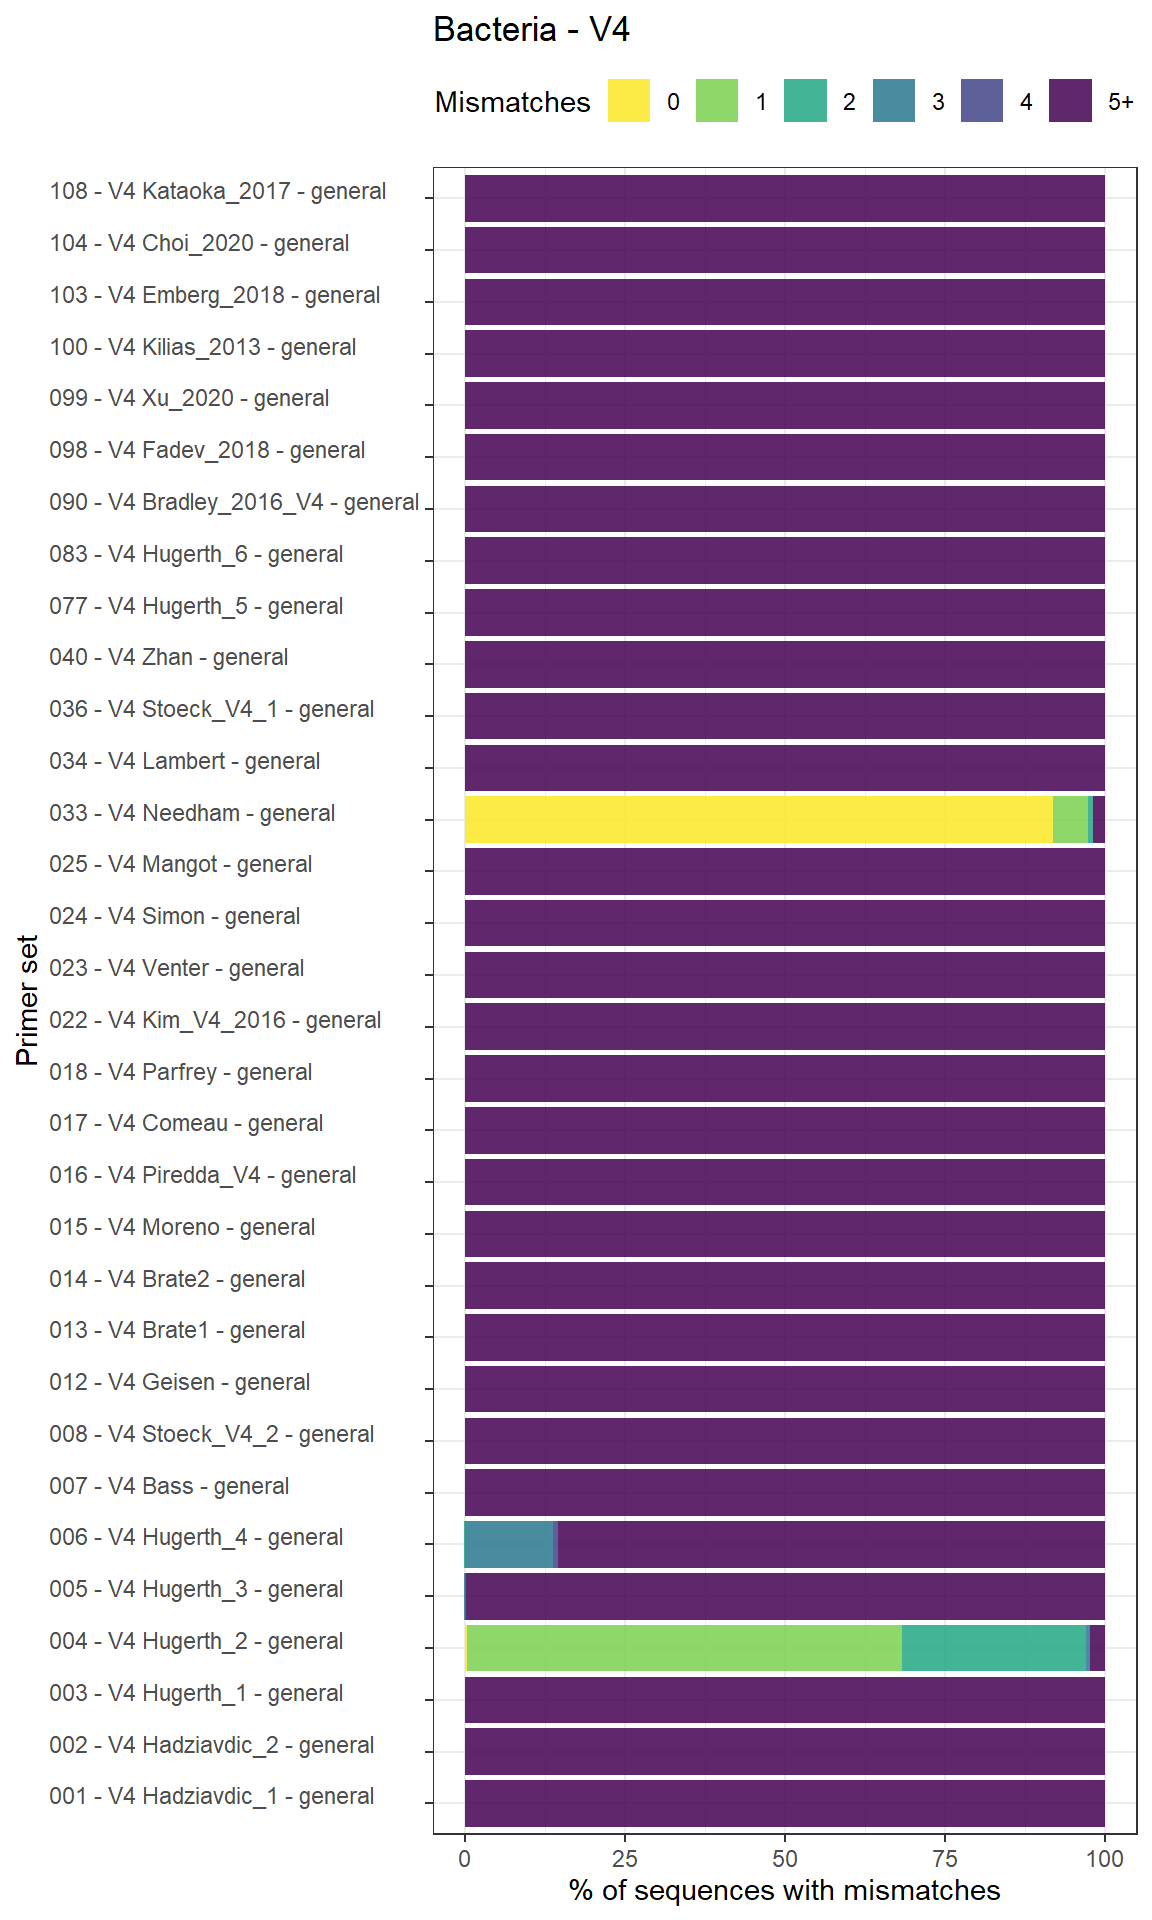 Bacteria - V4
Mismatches 0 1 2 3 4 5+
108 - V4 Kataoka_2017 - general
104 - V4 Choi_2020 - general
103 - V4 Emberg_2018 - general
100 - V4 Kilias_2013 - general
099 - V4 Xu_2020 - general
098 - V4 Fadev_2018 - general
090 - V4 Bradley_2016_V4 - general
083 - V4 Hugerth_6 - general
077 - V4 Hugerth_5 - general
040 - V4 Zhan - general
036 - V4 Stoeck_V4_1 - general
034 - V4 Lambert - general
033 - V4 Needham - general
025 - V4 Mangot - general
024 - V4 Simon - general
023 - V4 Venter - general
022 - V4 Kim_V4_2016 - general
018 - V4 Parfrey - general
017 - V4 Comeau - general
016 - V4 Piredda_V4 - general
015 - V4 Moreno - general
014 - V4 Brate2 - general
013 - V4 Brate1 - general
012 - V4 Geisen - general
008 - V4 Stoeck_V4_2 - general
007 - V4 Bass - general
006 - V4 Hugerth_4 - general
005 - V4 Hugerth_3 - general
004 - V4 Hugerth_2 - general
003 - V4 Hugerth_1 - general
002 - V4 Hadziavdic_2 - general
001 - V4 Hadziavdic_1 - general
Primer set
0 25 50 75 100
% of sequences with mismatches